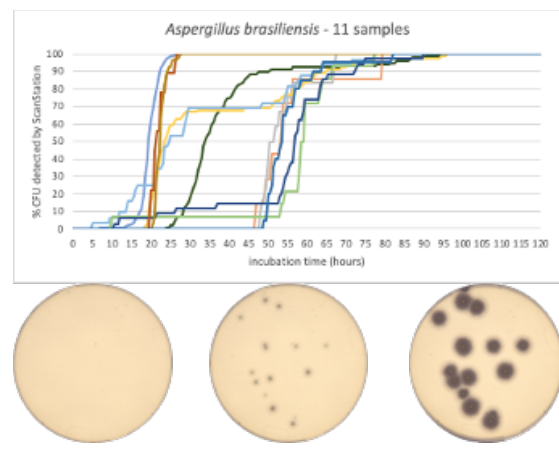 Aspergillus brasiliensis - 11 samples
% CFU detected by ScanStation
100
90
80
70
60
50
40
30
20
10
0
0 5 10 15 20 25 30 35 40 45 50 55 60 65 70 75 80 85 90 95 100 105 110 115 120
incubation time (hours)